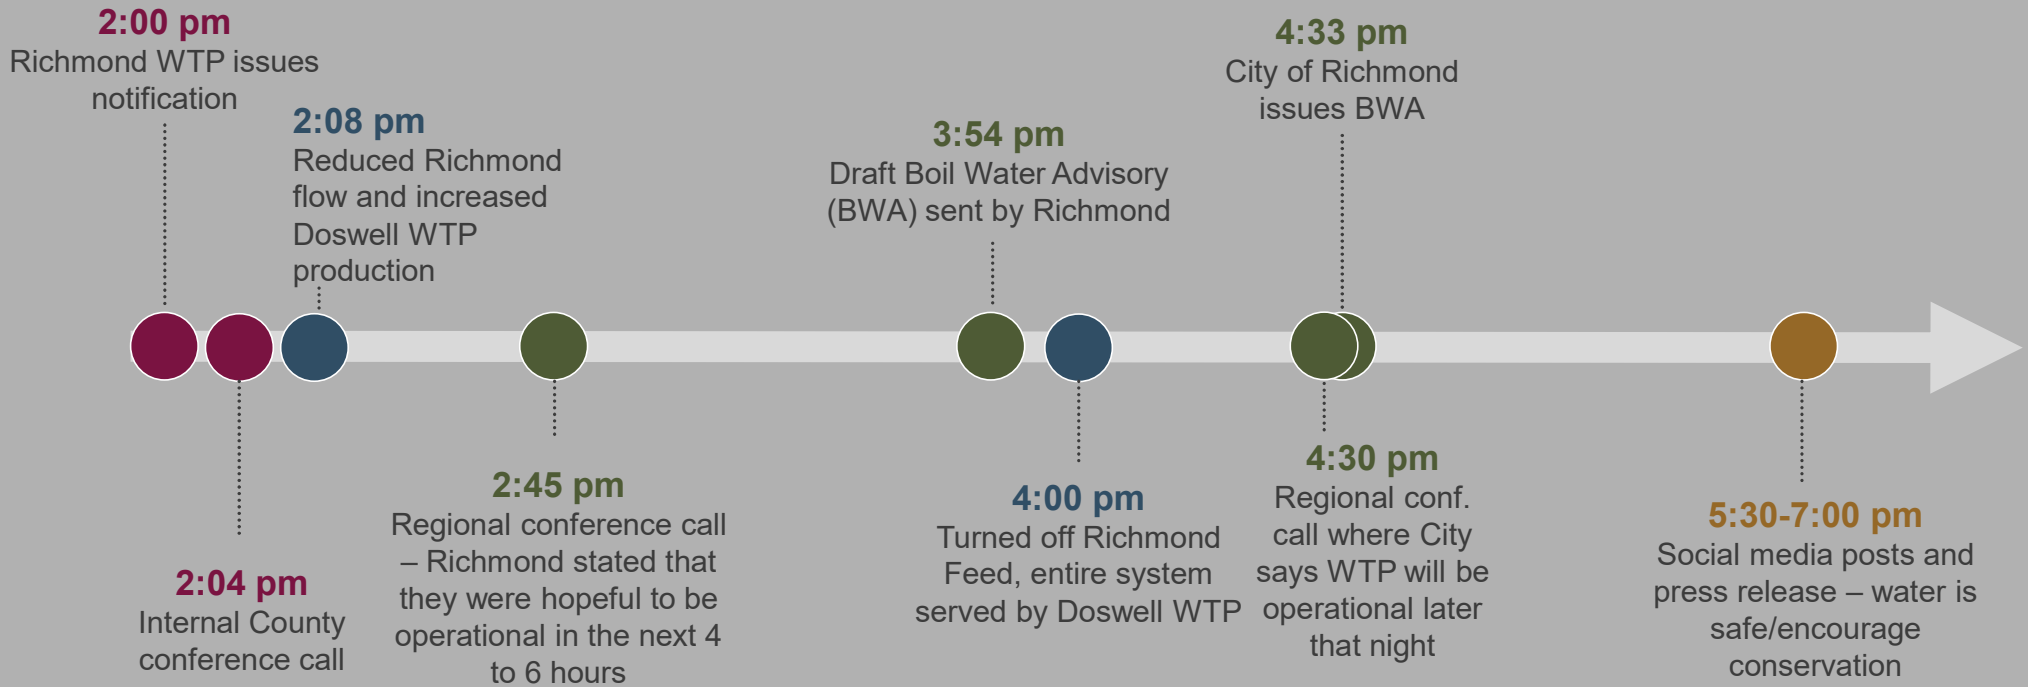 2:00 pm
Richmond WTP issues
notification
2:04 pm
Internal County
conference call
2:08 pm
Reduced Richmond
flow and increased
Doswell WTP
production
2:45 pm
Regional conference call
– Richmond stated that
they were hopeful to be
operational in the next 4
to 6 hours
3:54 pm
Draft Boil Water Advisory
(BWA) sent by Richmond
4:00 pm
Turned off Richmond
Feed, entire system
served by Doswell WTP
4:30 pm
Regional conf.
call where City
says WTP will be
operational later
that night
4:33 pm
City of Richmond
issues BWA
5:30-7:00 pm
Social media posts and
press release – water is
safe/encourage
conservation